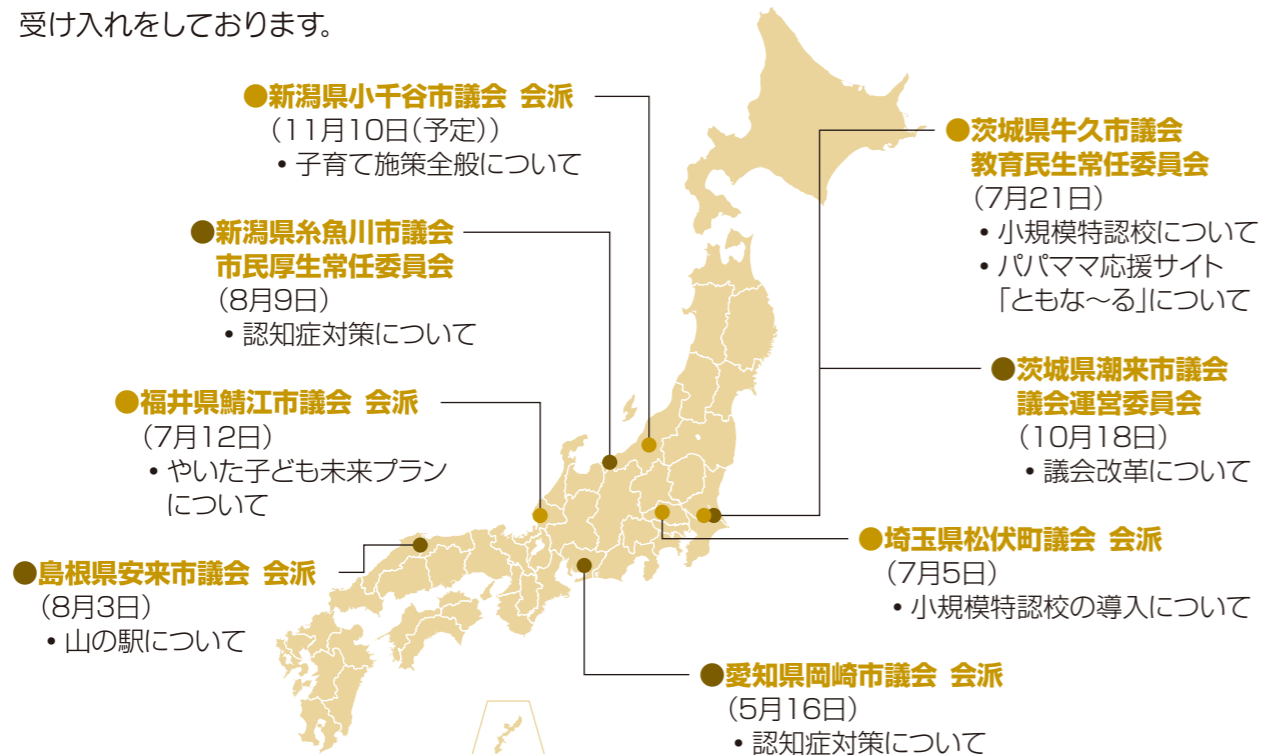 受け入れをしております。
●新潟県小千谷市議会 会派
（11月10日（予定））
・子育て施策全般について
●新潟県糸魚川市議会
市民厚生常任委員会
（8月9日）
・認知症対策について
●福井県鯖江市議会 会派
（7月12日）
・やいた子ども未来プラン
について
●島根県安来市議会 会派
（8月3日）
・山の駅について
●茨城県牛久市議会
教育民生常任委員会
（7月21日）
・小規模特認校について
・パパママ応援サイト
「ともな～る」について
●茨城県潮来市議会
議会運営委員会
（10月18日）
・議会改革について
●埼玉県松伏町議会 会派
（7月5日）
・小規模特認校の導入について
●愛知県岡崎市議会 会派
（5月16日）
・認知症対策について